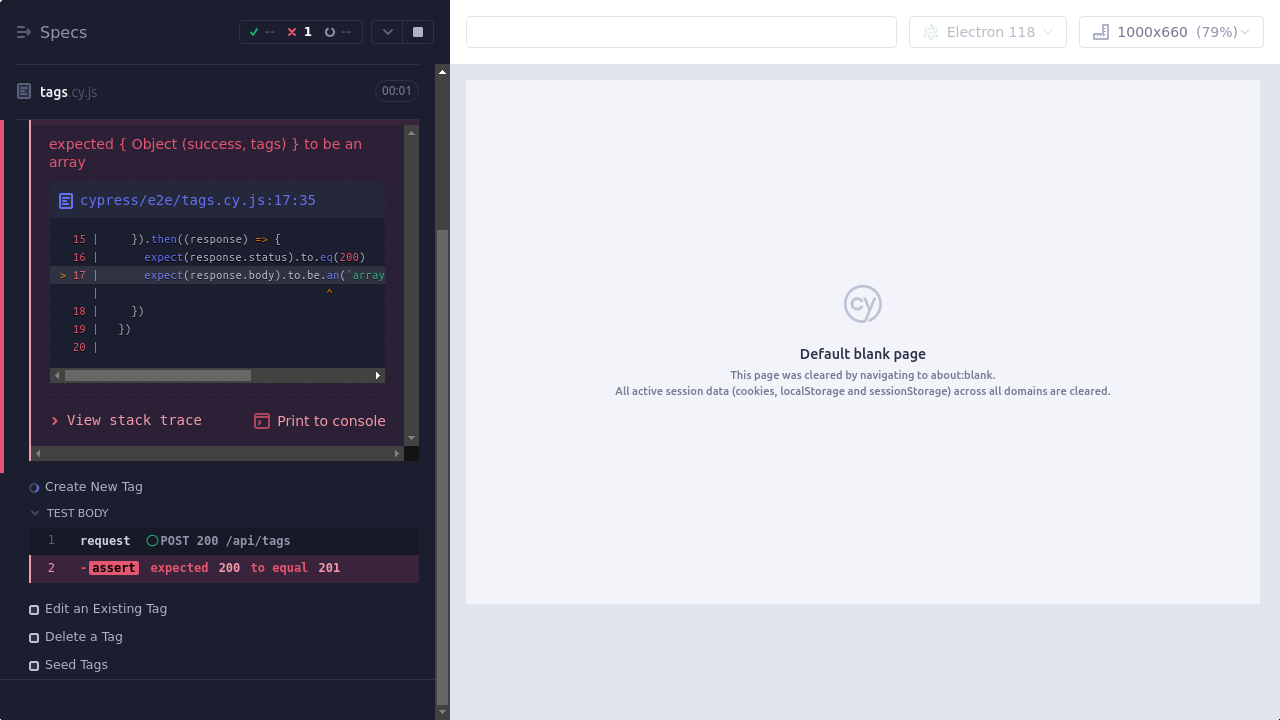 Specs
-- 1 --
Electron 118
1000x660 (79%)
tags.cy.js
00:01
expected { Object (success, tags) } to be an
array
cypress/e2e/tags.cy.js:17:35
15 | }).then((response) => {
16 | expect(response.status).to.eq(200)
> 17 | expect(response.body).to.be.an('array
| ^
18 | })
19 | })
20 |
View stack trace
Print to console
Create New Tag
TEST BODY
1 request POST 200 /api/tags
2 -assert expected 200 to equal 201
Edit an Existing Tag
Delete a Tag
Seed Tags
cy
Default blank page
This page was cleared by navigating to about:blank.
All active session data (cookies, localStorage and sessionStorage) across all domains are cleared.